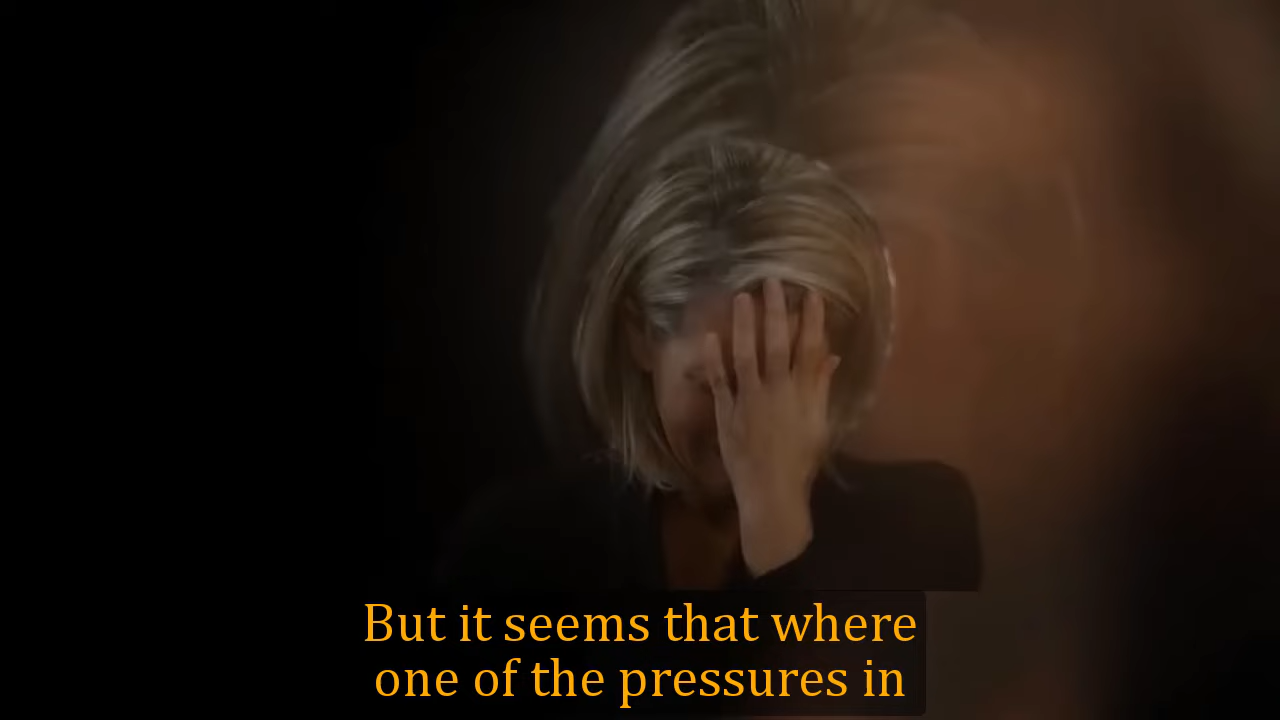 But it seems that where
one of the pressures in